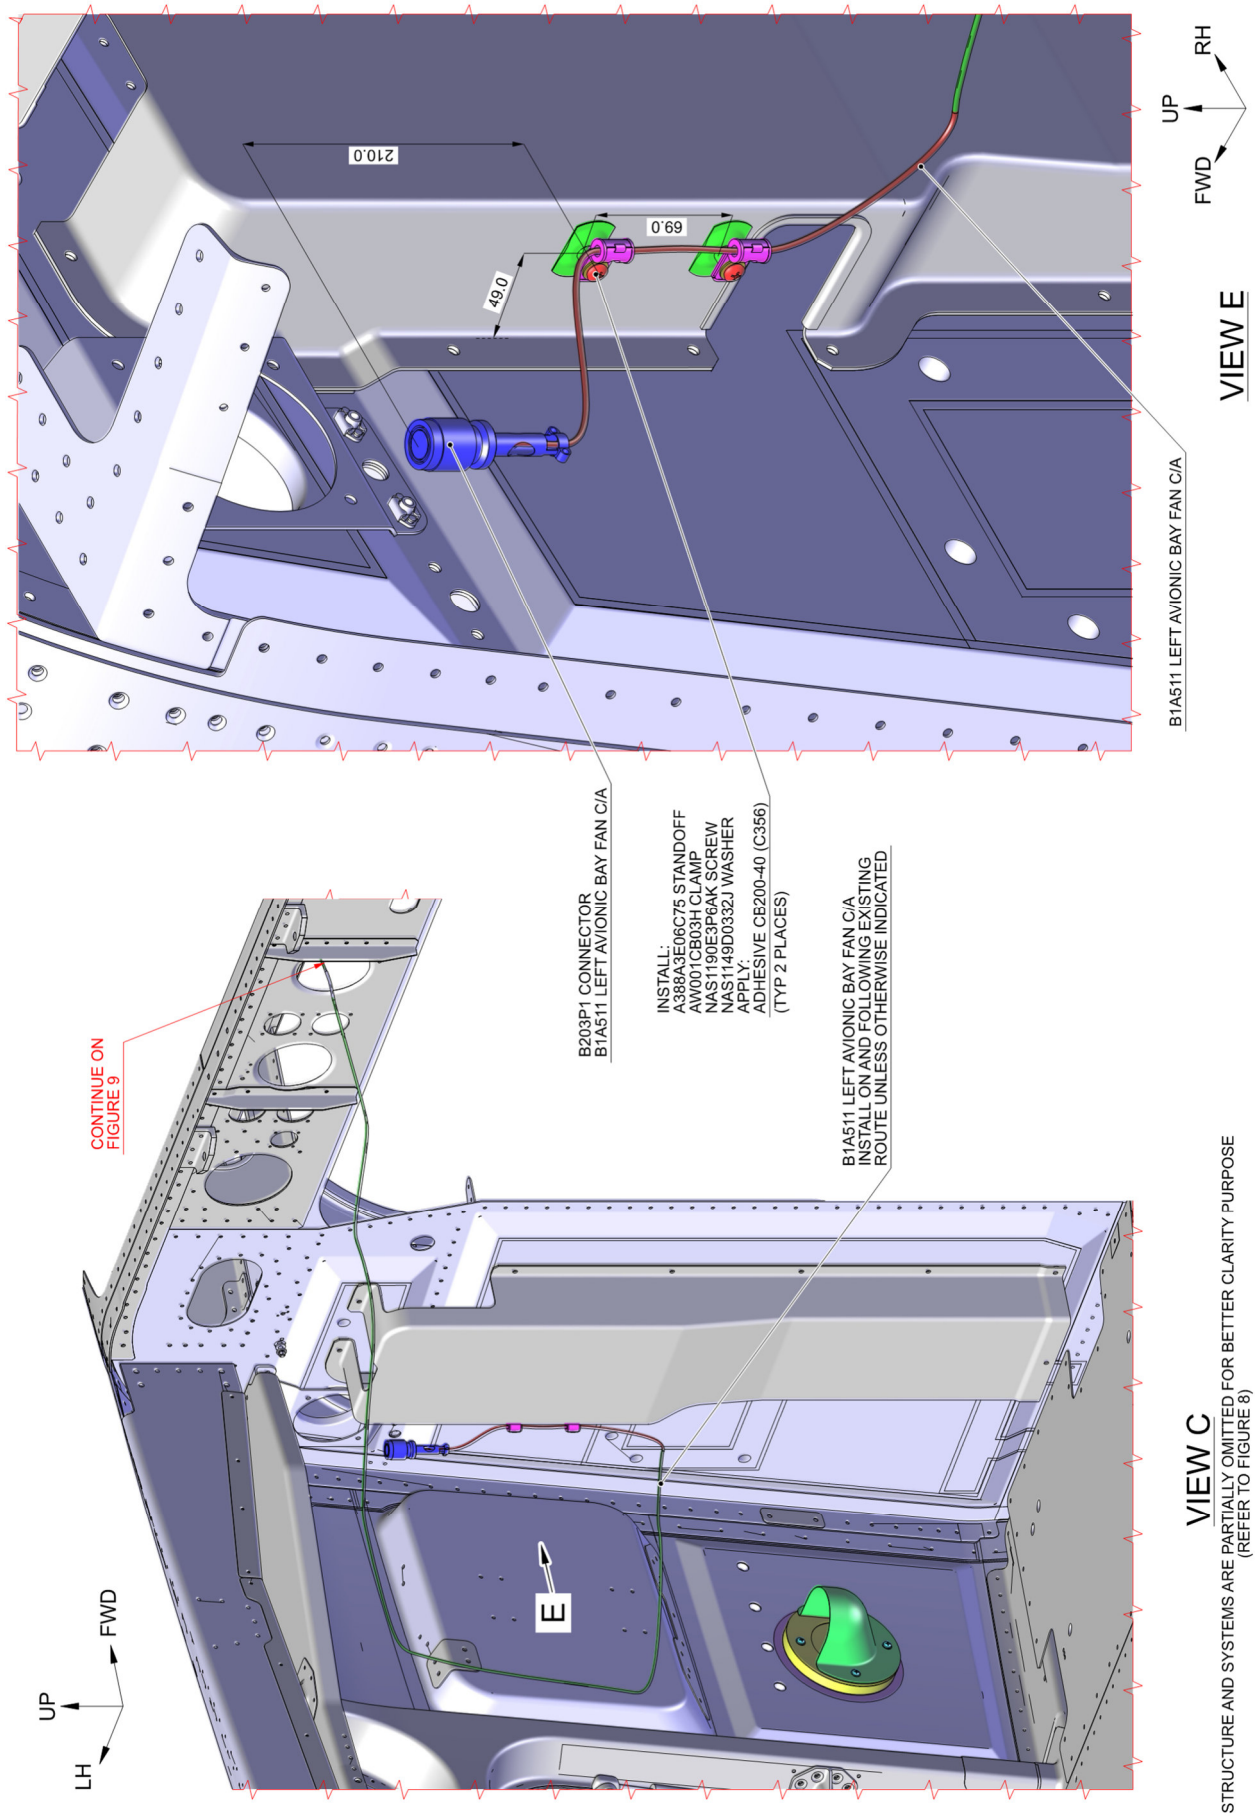 UP
LH
FWD
CONTINUE ON
FIGURE 9
E
B1A511 LEFT AVIONIC BAY FAN C/A
INSTALL ON AND FOLLOWING EXISTING
ROUTE UNLESS OTHERWISE INDICATED
VIEW C
STRUCTURE AND SYSTEMS ARE PARTIALLY OMITTED FOR BETTER CLARITY PURPOSE
(REFER TO FIGURE 8)
B203P1 CONNECTOR
B1A511 LEFT AVIONIC BAY FAN C/A
INSTALL:
A388A3E06C75 STANDOFF
AW001CB03H CLAMP
NAS1190E3P6AK SCREW
NAS1149D0332J WASHER
APPLY:
ADHESIVE CB200-40 (C356)
(TYP 2 PLACES)
210.0
49.0
69.0
B1A511 LEFT AVIONIC BAY FAN C/A
UP
FWD
RH
VIEW E